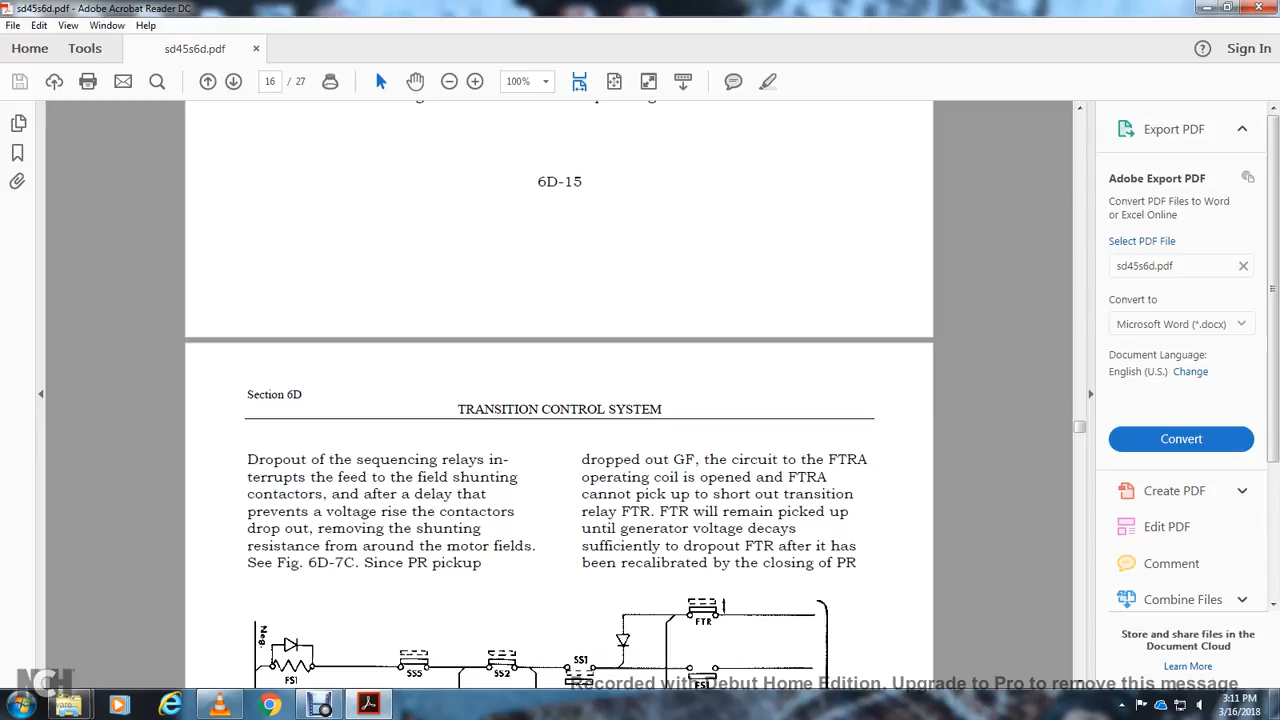 sd45s6d.pdf - Adobe Acrobat Reader DC
File Edit View Window Help
Home Tools sd45s6d.pdf × ? Sign In
16 / 27 100%
6D-15
Section 6D
TRANSITION CONTROL SYSTEM
Dropout of the sequencing relays in-
terrupts the feed to the field shunting
contactors, and after a delay that
prevents a voltage rise the contactors
drop out, removing the shunting
resistance from around the motor fields.
See Fig. 6D-7C. Since PR pickup
dropped out GF, the circuit to the FTRA
operating coil is opened and FTRA
cannot pick up to short out transition
relay FTR. FTR will remain picked up
until generator voltage decays
sufficiently to dropout FTR after it has
been recalibrated by the closing of PR
FTR
Neg.
SS1
FS1 SS5 SS2 FS1
Export PDF
Adobe Export PDF
Convert PDF Files to Word
or Excel Online
Select PDF File
sd45s6d.pdf
Convert to
Microsoft Word (*.docx)
Document Language:
English (U.S.) Change
Convert
Create PDF
Edit PDF
Comment
Combine Files
Store and share files in the
Document Cloud
Learn More
NCH
Recorded with Debut Home Edition. Upgrade to Pro to remove this message
3:11 PM
3/16/2018